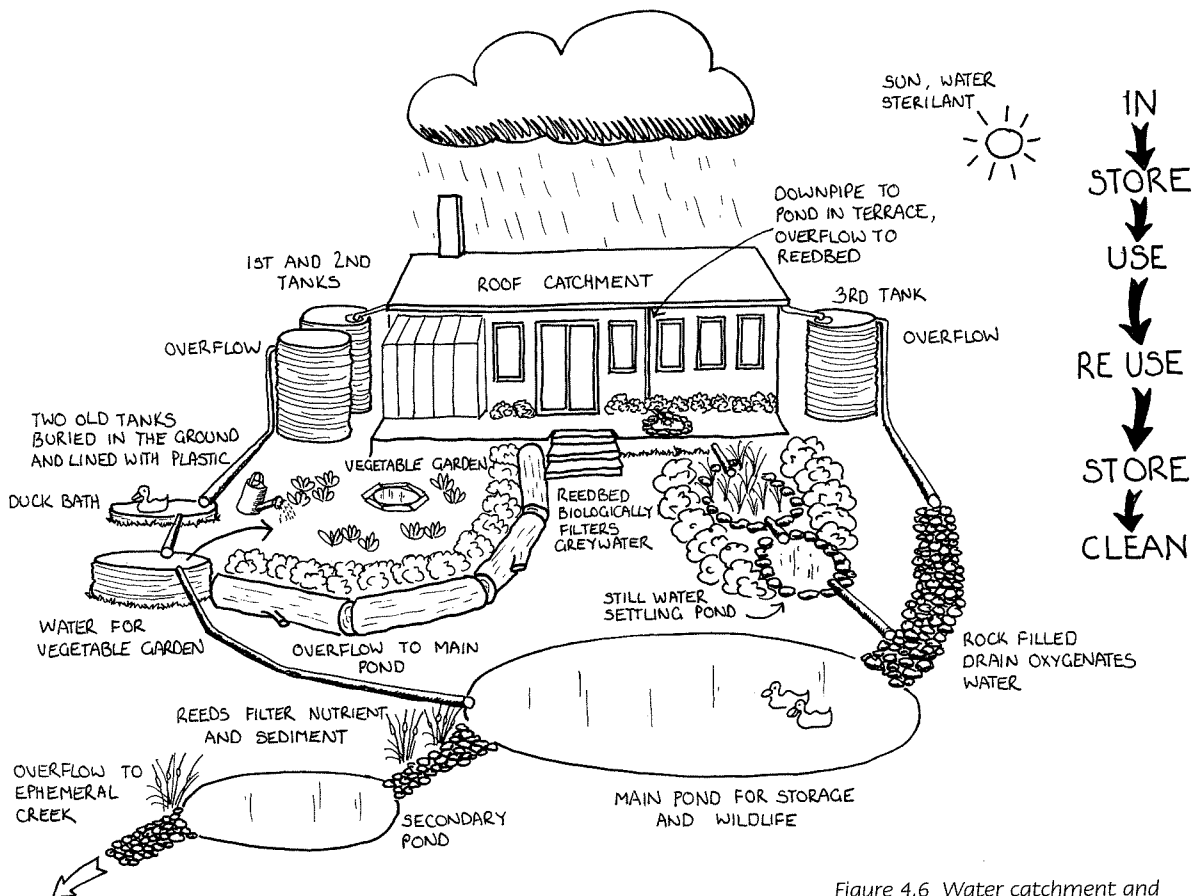 SUN, WATER
STERILANT
IN
STORE
USE
RE USE
STORE
CLEAN
DOWNPIPE TO
POND IN TERRACE,
OVERFLOW TO
REEDBED
1ST AND 2ND
TANKS
ROOF CATCHMENT
3RD TANK
OVERFLOW
OVERFLOW
TWO OLD TANKS
BURIED IN THE GROUND
AND LINED WITH PLASTIC
DUCK BATH
VEGETABLE GARDEN
REEDBED
BIOLOGICALLY
FILTERS
GREYWATER
STILL WATER
SETTLING POND
WATER FOR
VEGETABLE GARDEN
OVERFLOW TO MAIN
POND
ROCK FILLED
DRAIN OXYGENATES
WATER
REEDS FILTER NUTRIENT
AND SEDIMENT
OVERFLOW TO
EPHEMERAL
CREEK
SECONDARY
POND
MAIN POND FOR STORAGE
AND WILDLIFE
Figure 4.6 Water catchment and